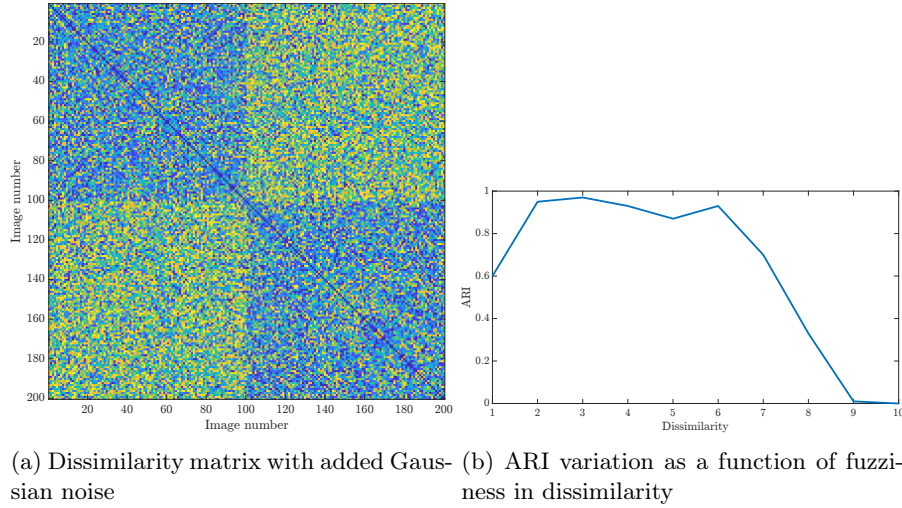 20
40
60
80
100
120
140
160
180
200
Image number
20 40 60 80 100 120 140 160 180 200
Image number
1
0.8
0.6
0.4
0.2
0
ARI
1 2 3 4 5 6 7 8 9 10
Dissimilarity
(a) Dissimilarity matrix with added Gaus-
sian noise
(b) ARI variation as a function of fuzzi-
ness in dissimilarity